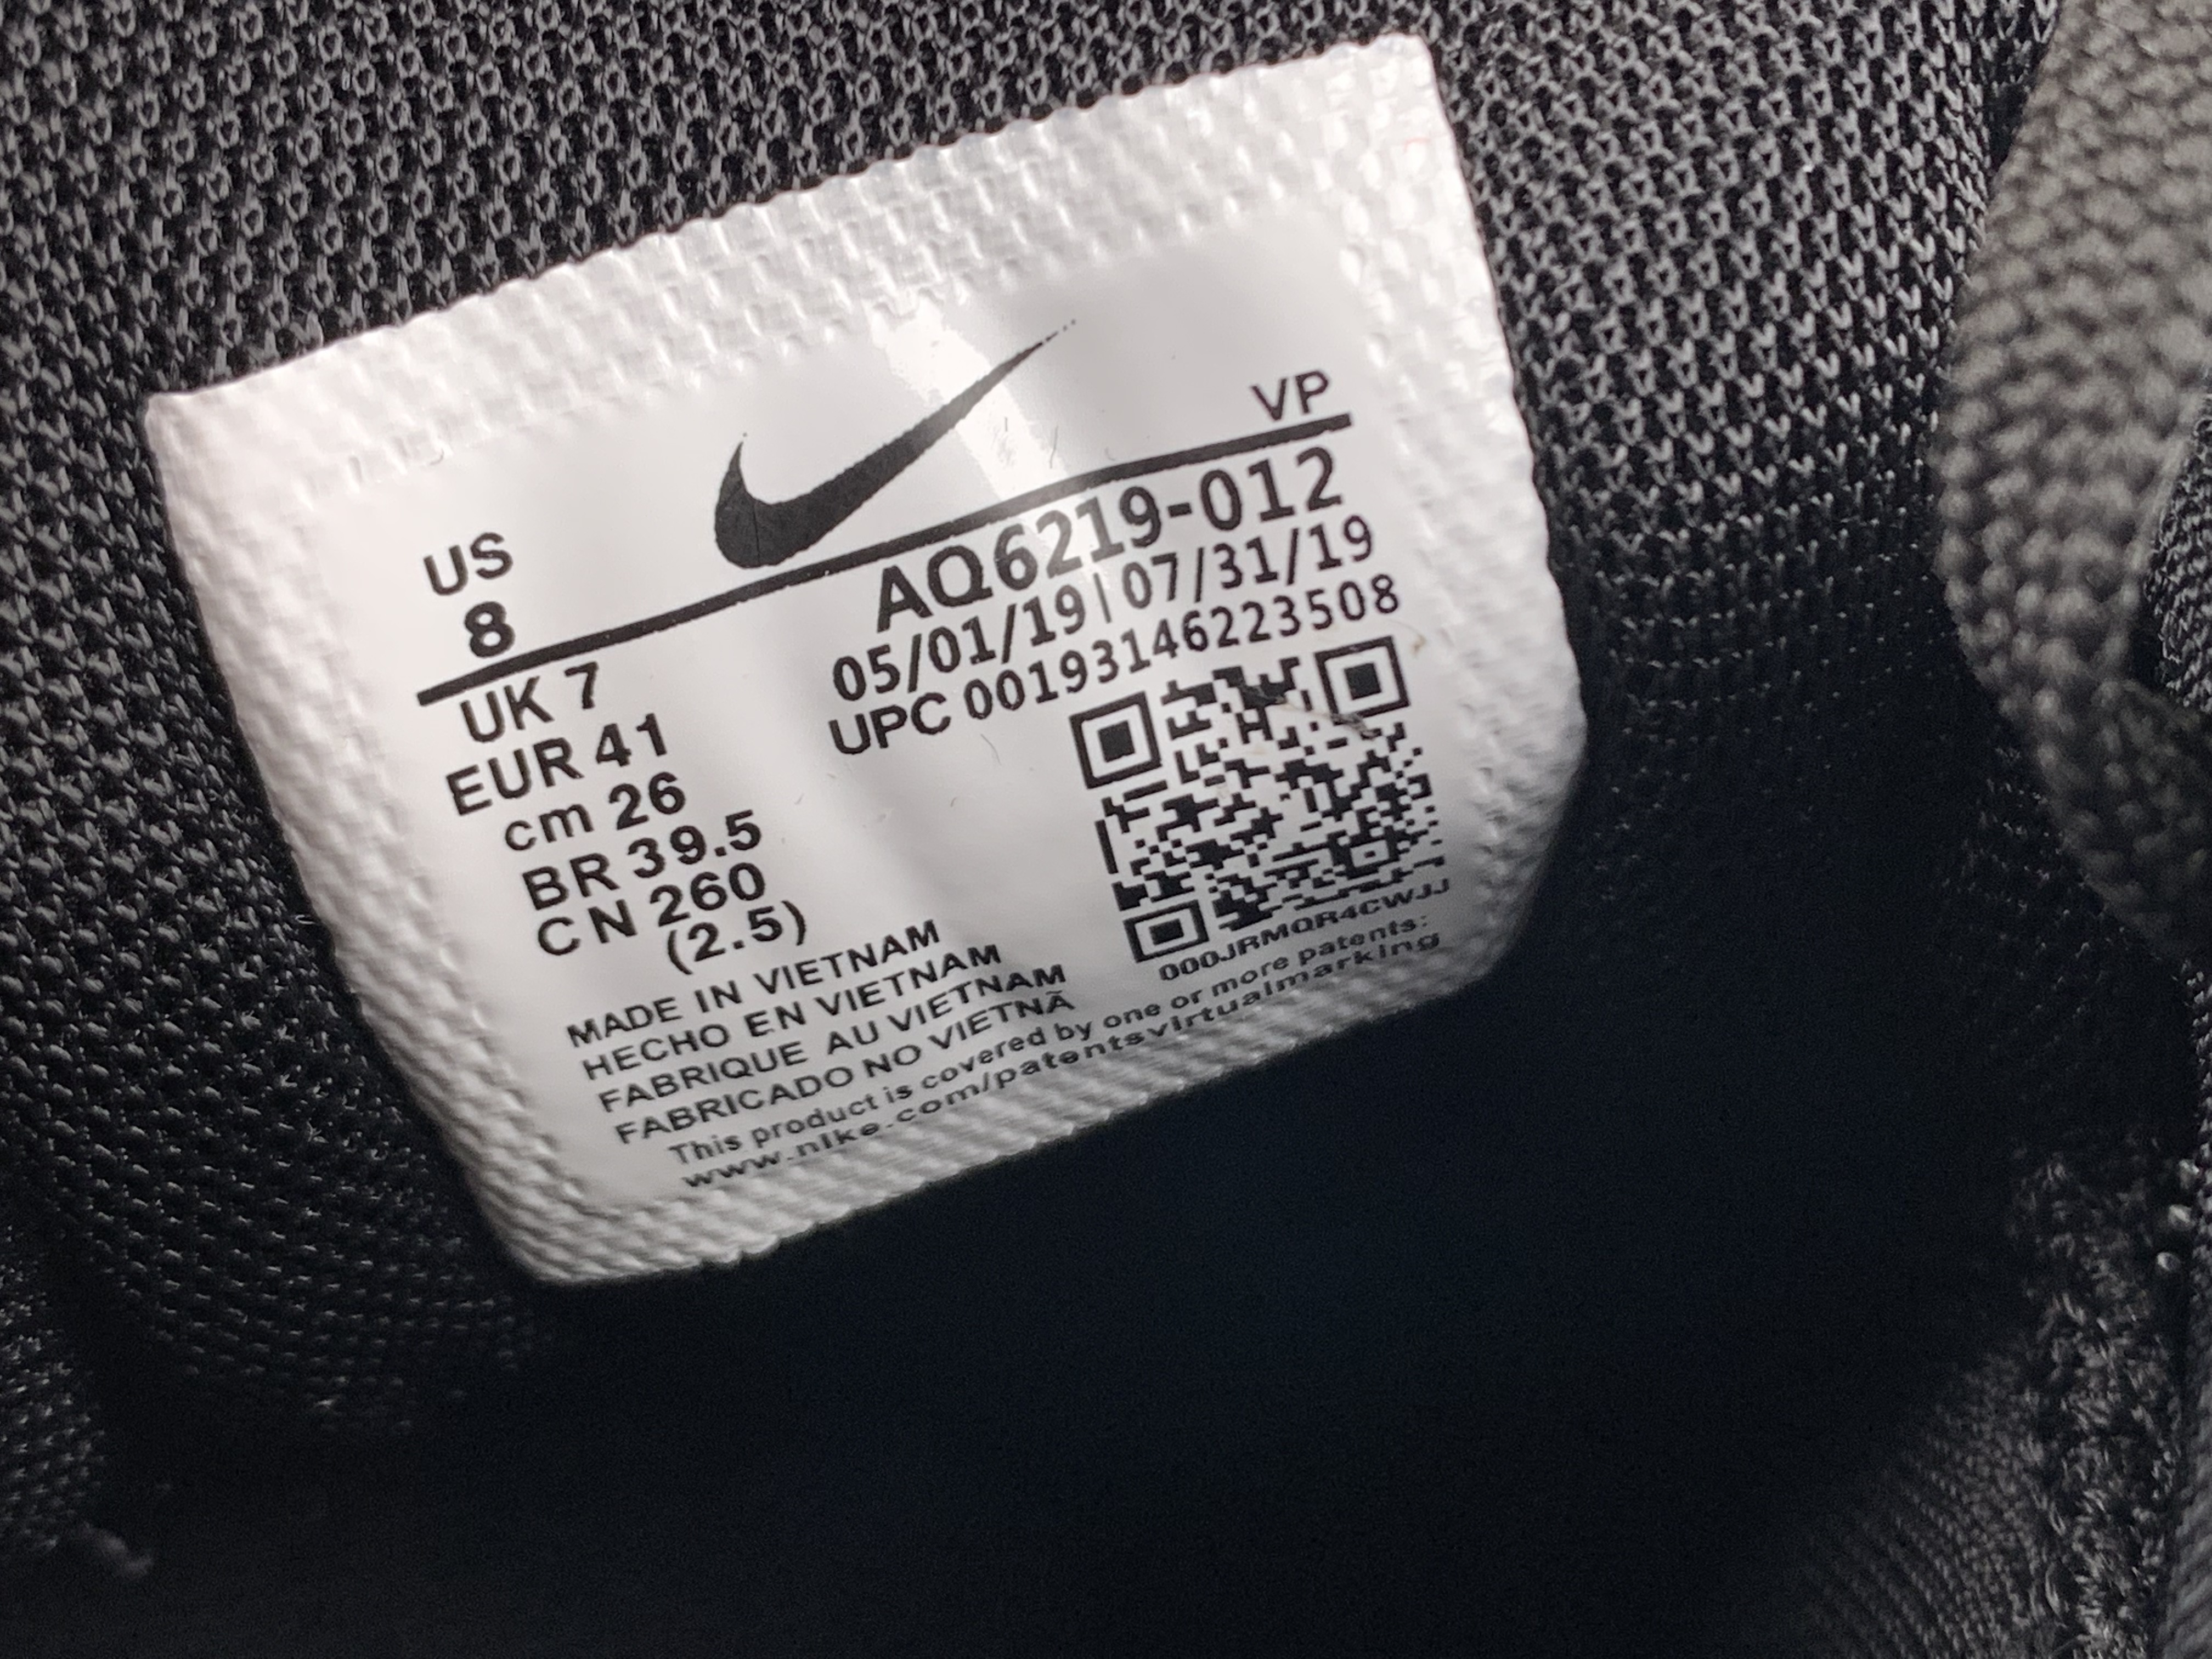 VP
US
8
AQ6219-012
05/01/19|07/31/19
UPC 00193146223508
UK 7
EUR 41
cm 26
BR 39.5
CN 260
(2.5)
000JRMQR4CWJJ
MADE IN VIETNAM
HECHO EN VIETNAM
FABRIQUE AU VIETNAM
FABRICADO NO VIETNÃ
This product is covered by one or more patents:
www.nike.com/patentsvirtualmarking